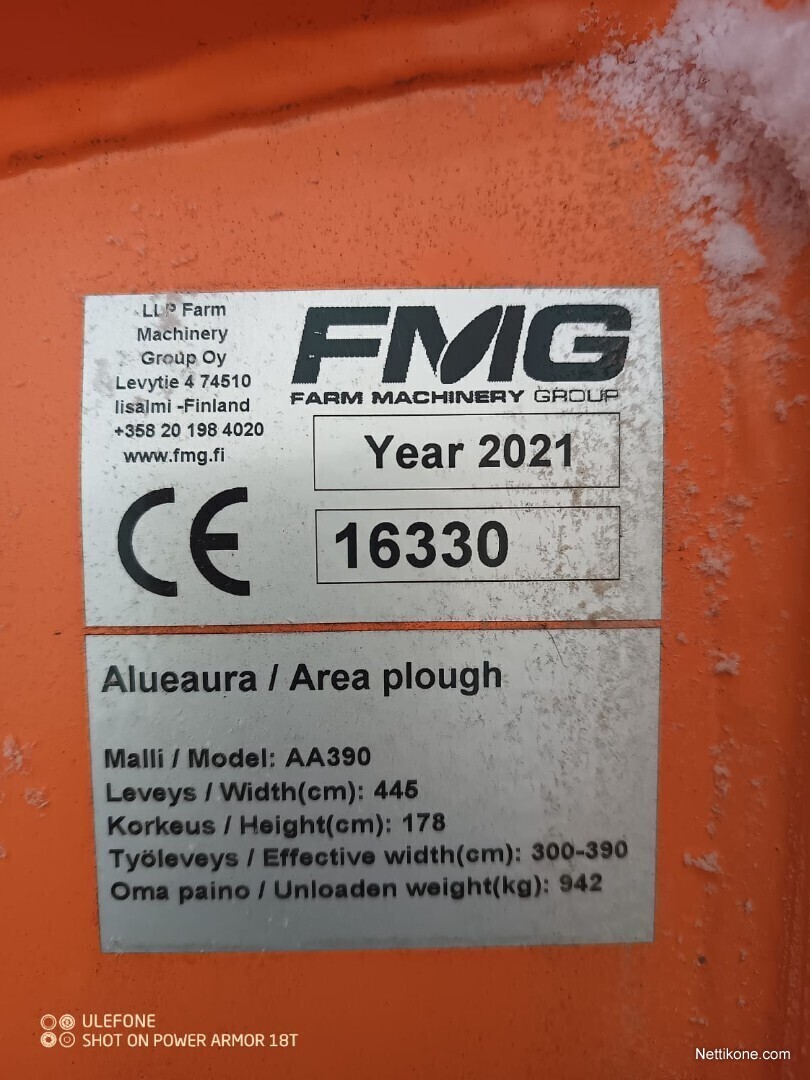 LLP Farm
Machinery
Group Oy
Levytie 4 74510
Iisalmi -Finland
+358 20 198 4020
www.fmg.fi
FMG
FARM MACHINERY GROUP
Year 2021
CE
16330
Alueaura / Area plough
Malli / Model: AA390
Leveys / Width(cm): 445
Korkeus / Height(cm): 178
Työleveys / Effective width(cm): 300-390
Oma paino / Unloaden weight(kg): 942
ULEFONE
SHOT ON POWER ARMOR 18T
Nettikone.com